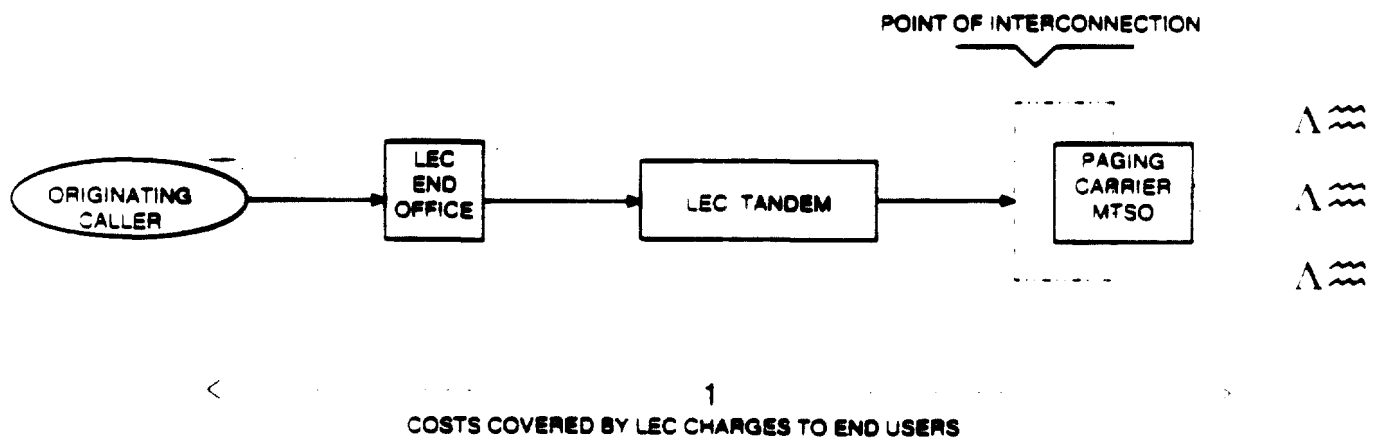 POINT OF INTERCONNECTION
ORIGINATING
CALLER
LEC
END
OFFICE
LEC TANDEM
PAGING
CARRIER
MTSO
1
COSTS COVERED BY LEC CHARGES TO END USERS